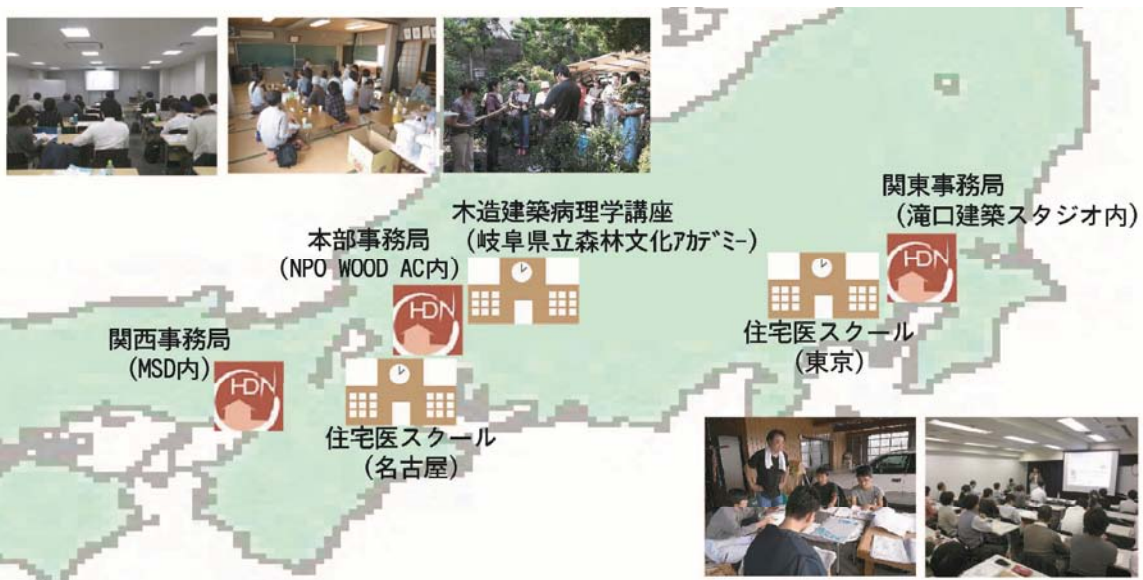 関東事務局
(滝口建築スタジオ内)
木造建築病理学講座
(岐阜県立森林文化ｱｶﾃﾞﾐｰ)
本部事務局
(NPO WOOD AC内)
HDN
HDN
関西事務局
(MSD内)
HDN
住宅医スクール
(東京)
住宅医スクール
(名古屋)